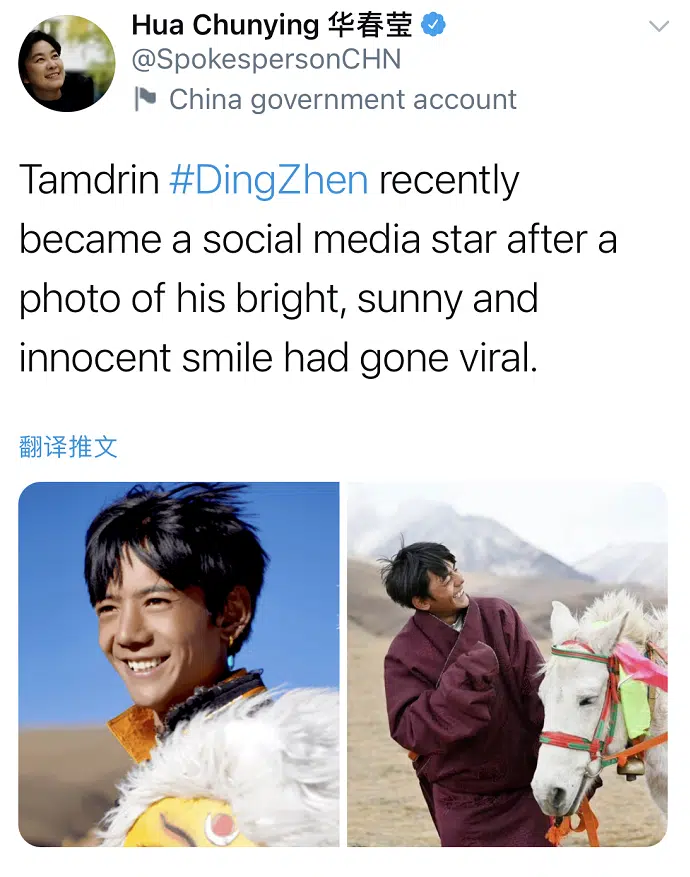 Hua Chunying 华春莹
@SpokespersonCHN
China government account
Tamdrin #DingZhen recently
became a social media star after a
photo of his bright, sunny and
innocent smile had gone viral.
翻译推文